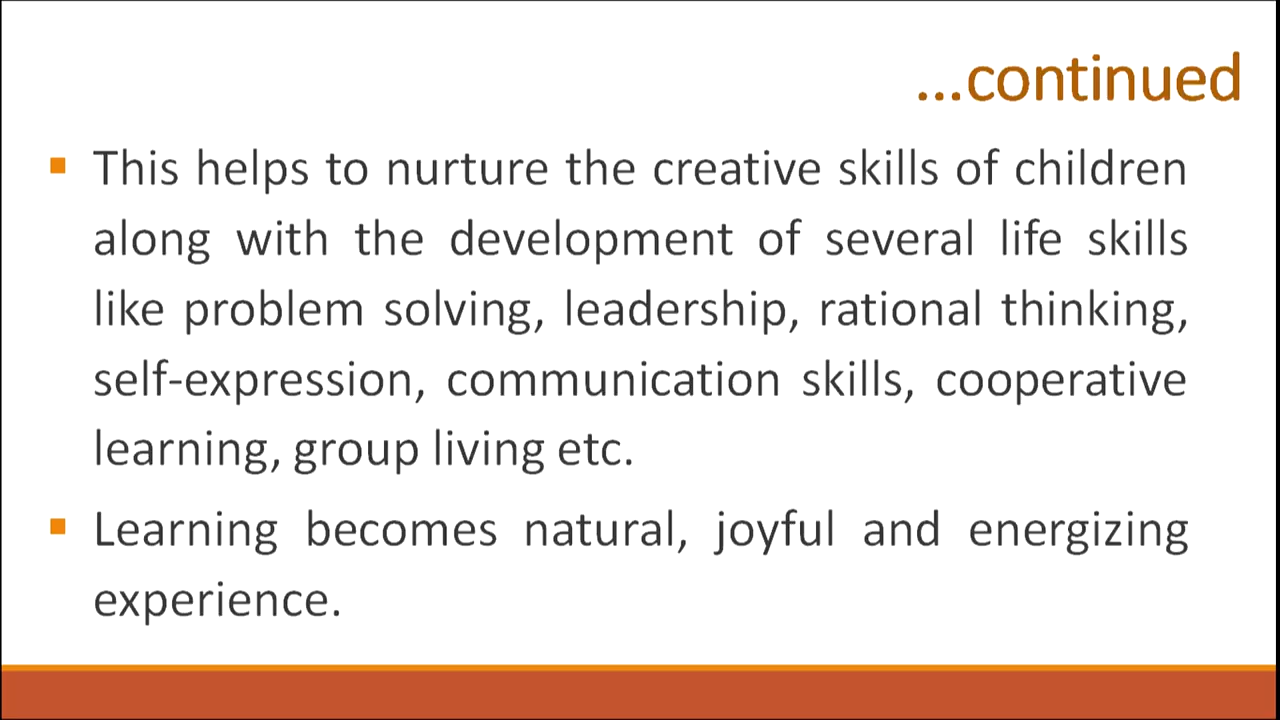 ...continued
This helps to nurture the creative skills of children
along with the development of several life skills
like problem solving, leadership, rational thinking,
self-expression, communication skills, cooperative
learning, group living etc.
Learning becomes natural, joyful and energizing
experience.